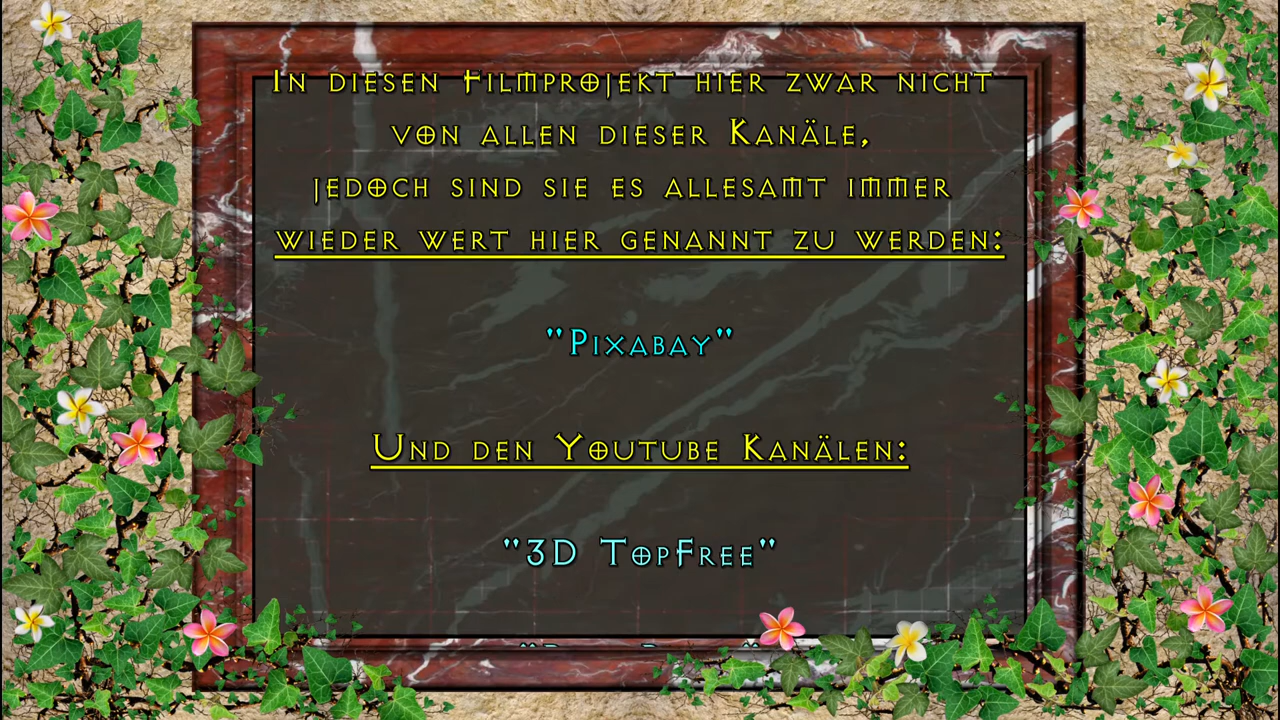 In diesen Filmprojekt hier zwar nicht
von allen dieser Kanäle,
jedoch sind sie es allesamt immer
wieder wert hier genannt zu werden:
"Pixabay"
Und den Youtube Kanälen:
"3D TopFree"